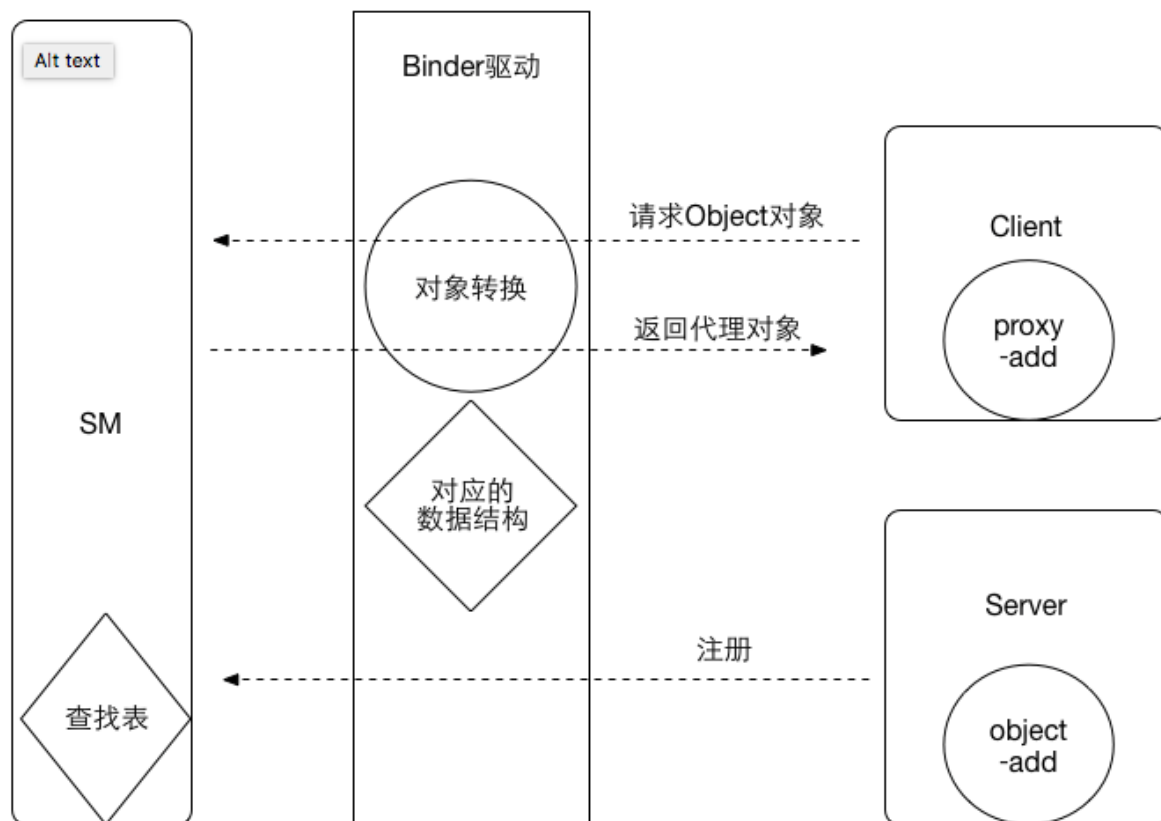 Alt text
Binder驱动
请求Object对象
Client
对象转换
返回代理对象
proxy
-add
SM
对应的
数据结构
Server
注册
查找表
object
-add